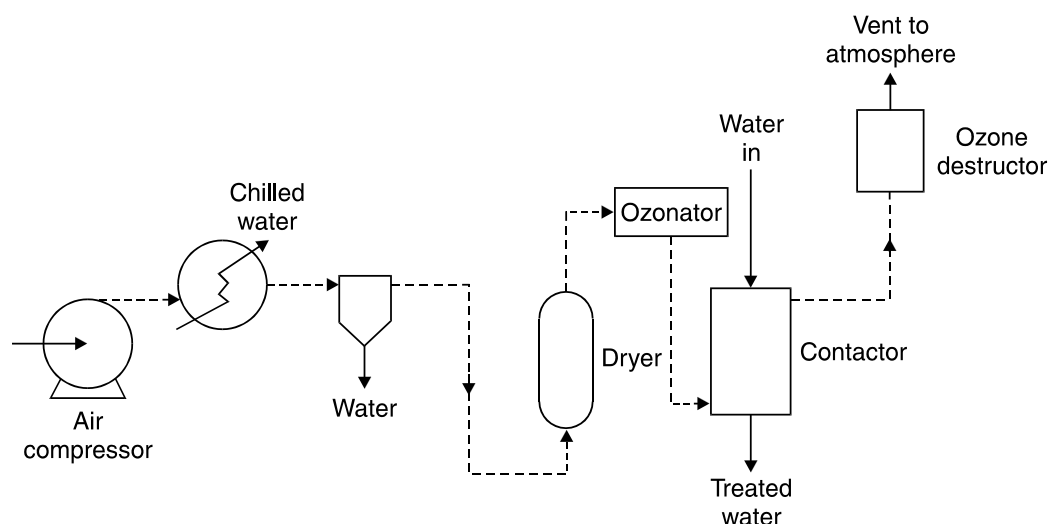 Vent to
atmosphere
Water
in
Ozone
destructor
Chilled
water
Ozonator
Dryer
Contactor
Water
Air
compressor
Treated
water